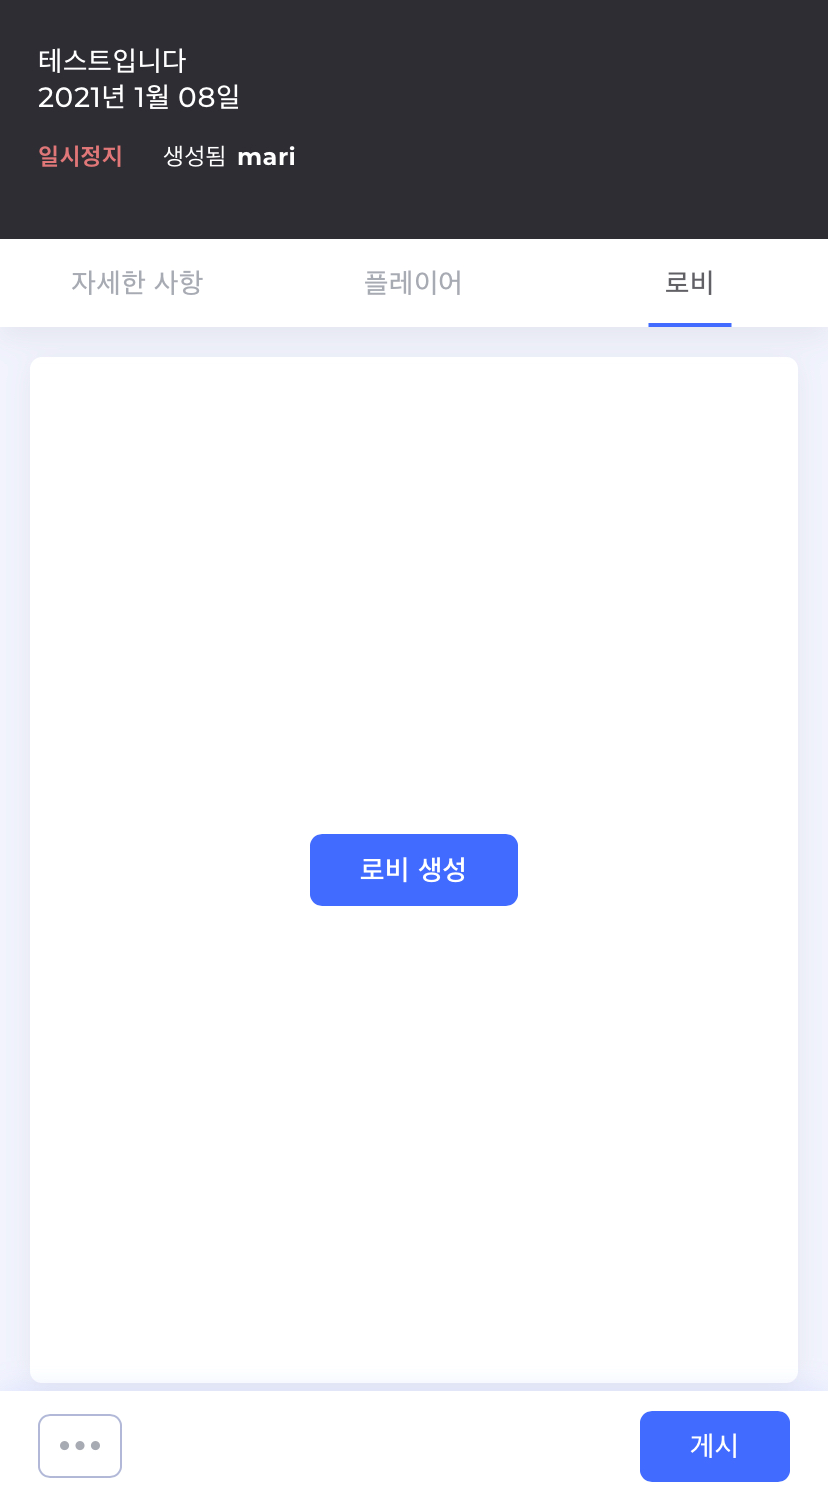 테스트입니다
2021년 1월 08일
일시정지 생성됨 mari
자세한 사항 플레이어 로비
로비 생성
게시